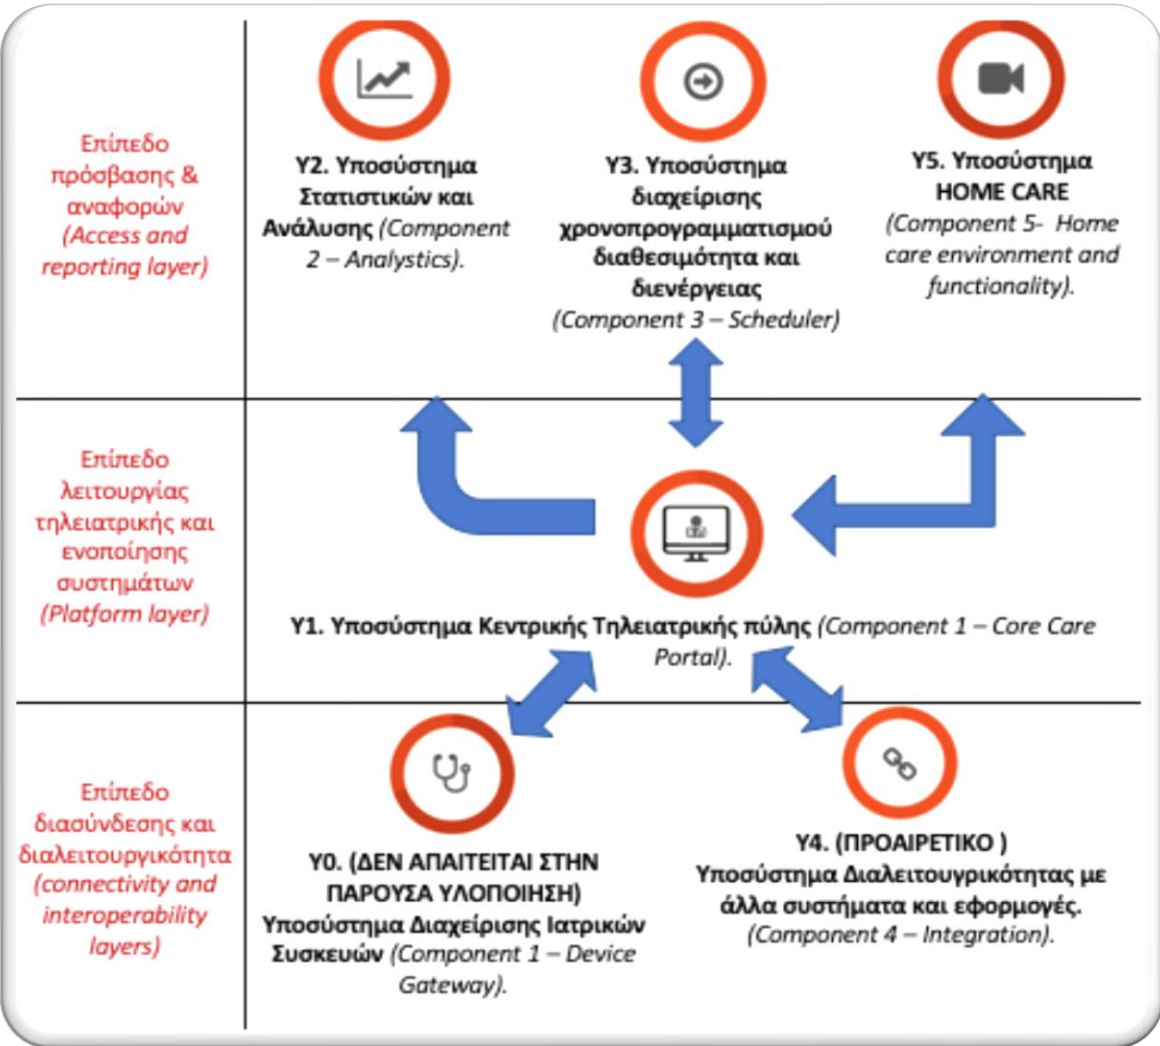 Επίπεδο
πρόσβασης &
αναφορών
(Access and
reporting layer)
Υ2. Υποσύστημα
Στατιστικών και
Ανάλυσης (Component
2 – Analystics).
Υ3. Υποσύστημα
διαχείρισης
χρονοπρογραμματισμού
διαθεσιμότητα και
διενέργειας
(Component 3 – Scheduler)
Υ5. Υποσύστημα
HOME CARE
(Component 5- Home
care environment and
functionality).
Επίπεδο
λειτουργίας
τηλειατρικής και
ενοποίησης
συστημάτων
(Platform layer)
Υ1. Υποσύστημα Κεντρικής Τηλειατρικής πύλης (Component 1 – Core Care
Portal).
Επίπεδο
διασύνδεσης και
διαλειτουργικότητα
(connectivity and
interoperability
layers)
Υ0. (ΔΕΝ ΑΠΑΙΤΕΙΤΑΙ ΣΤΗΝ
ΠΑΡΟΥΣΑ ΥΛΟΠΟΙΗΣΗ)
Υποσύστημα Διαχείρισης Ιατρικών
Συσκευών (Component 1 – Device
Gateway).
Υ4. (ΠΡΟΑΙΡΕΤΙΚΟ )
Υποσύστημα Διαλειτουγρικότητας με
άλλα συστήματα και εφορμογές.
(Component 4 – Integration).